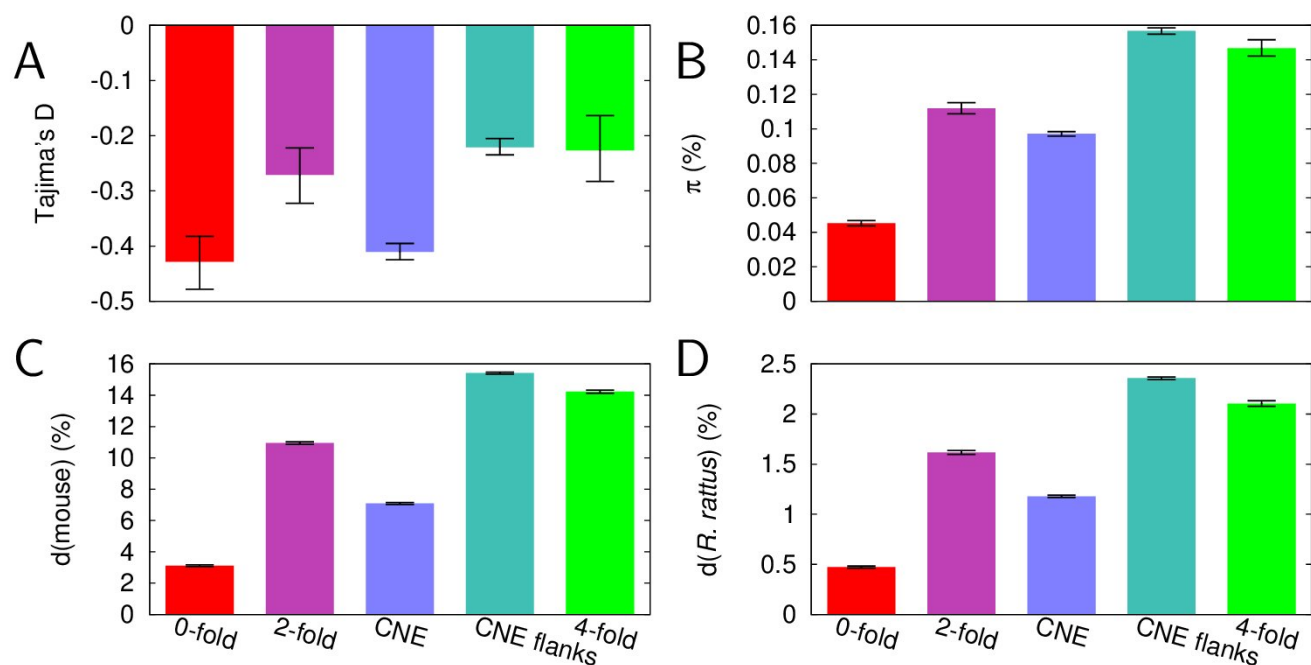 A
Tajima's D
0
-0.1
-0.2
-0.3
-0.4
-0.5
B
π (%)
0.16
0.14
0.12
0.1
0.08
0.06
0.04
0.02
0
C
d(mouse) (%)
16
14
12
10
8
6
4
2
0
0-fold
2-fold
CNE
CNE flanks
4-fold
D
d(R. rattus) (%)
2.5
2
1.5
1
0.5
0
0-fold
2-fold
CNE
CNE flanks
4-fold